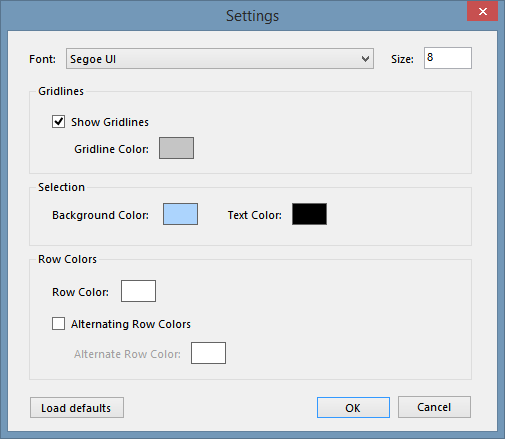 Settings
Font: Segoe UI Size: 8
Gridlines
Show Gridlines
Gridline Color:
Selection
Background Color: Text Color:
Row Colors
Row Color:
Alternating Row Colors
Alternate Row Color:
Load defaults OK Cancel